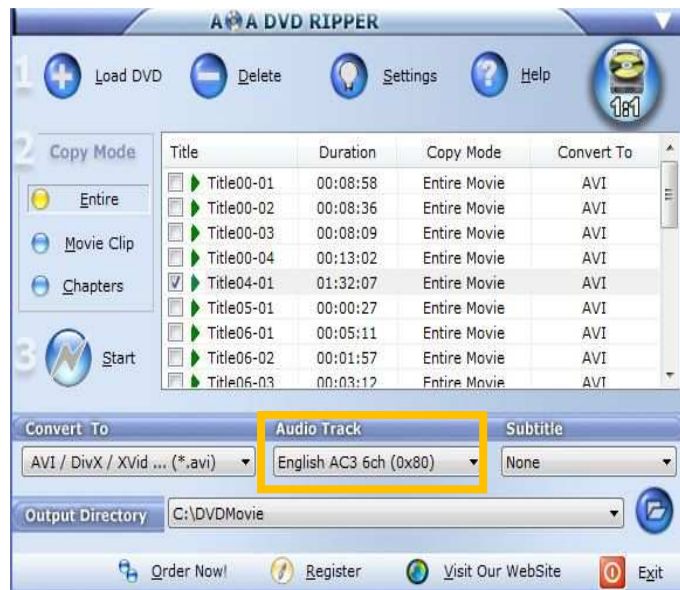 AOA DVD RIPPER
1 Load DVD Delete Settings Help 1:1
2 Copy Mode
Entire
Movie Clip
Chapters
3 Start
Title Duration Copy Mode Convert To
Title00-01 00:08:58 Entire Movie AVI
Title00-02 00:08:36 Entire Movie AVI
Title00-03 00:08:09 Entire Movie AVI
Title00-04 00:13:02 Entire Movie AVI
Title04-01 01:32:07 Entire Movie AVI
Title05-01 00:00:27 Entire Movie AVI
Title06-01 00:05:11 Entire Movie AVI
Title06-02 00:01:57 Entire Movie AVI
Title06-03 00:03:12 Entire Movie AVI
Convert To Audio Track Subtitle
AVI / DivX / XVid ... (*.avi) English AC3 6ch (0x80) None
Output Directory C:\DVDMovie
Order Now! Register Visit Our WebSite Exit